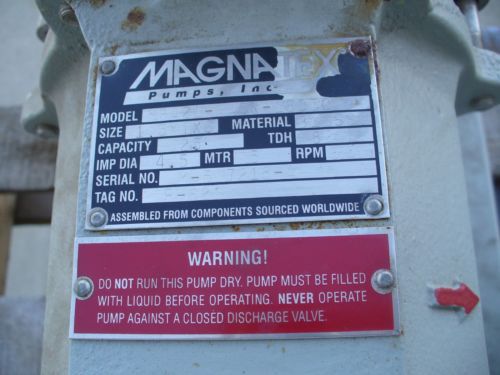 MAGNATEX
Pumps, Inc
MODEL
SIZE MATERIAL
CAPACITY TDH
IMP DIA 4.5 MTR RPM
SERIAL NO.
TAG NO.
ASSEMBLED FROM COMPONENTS SOURCED WORLDWIDE
WARNING!
DO NOT RUN THIS PUMP DRY. PUMP MUST BE FILLED
WITH LIQUID BEFORE OPERATING. NEVER OPERATE
PUMP AGAINST A CLOSED DISCHARGE VALVE.